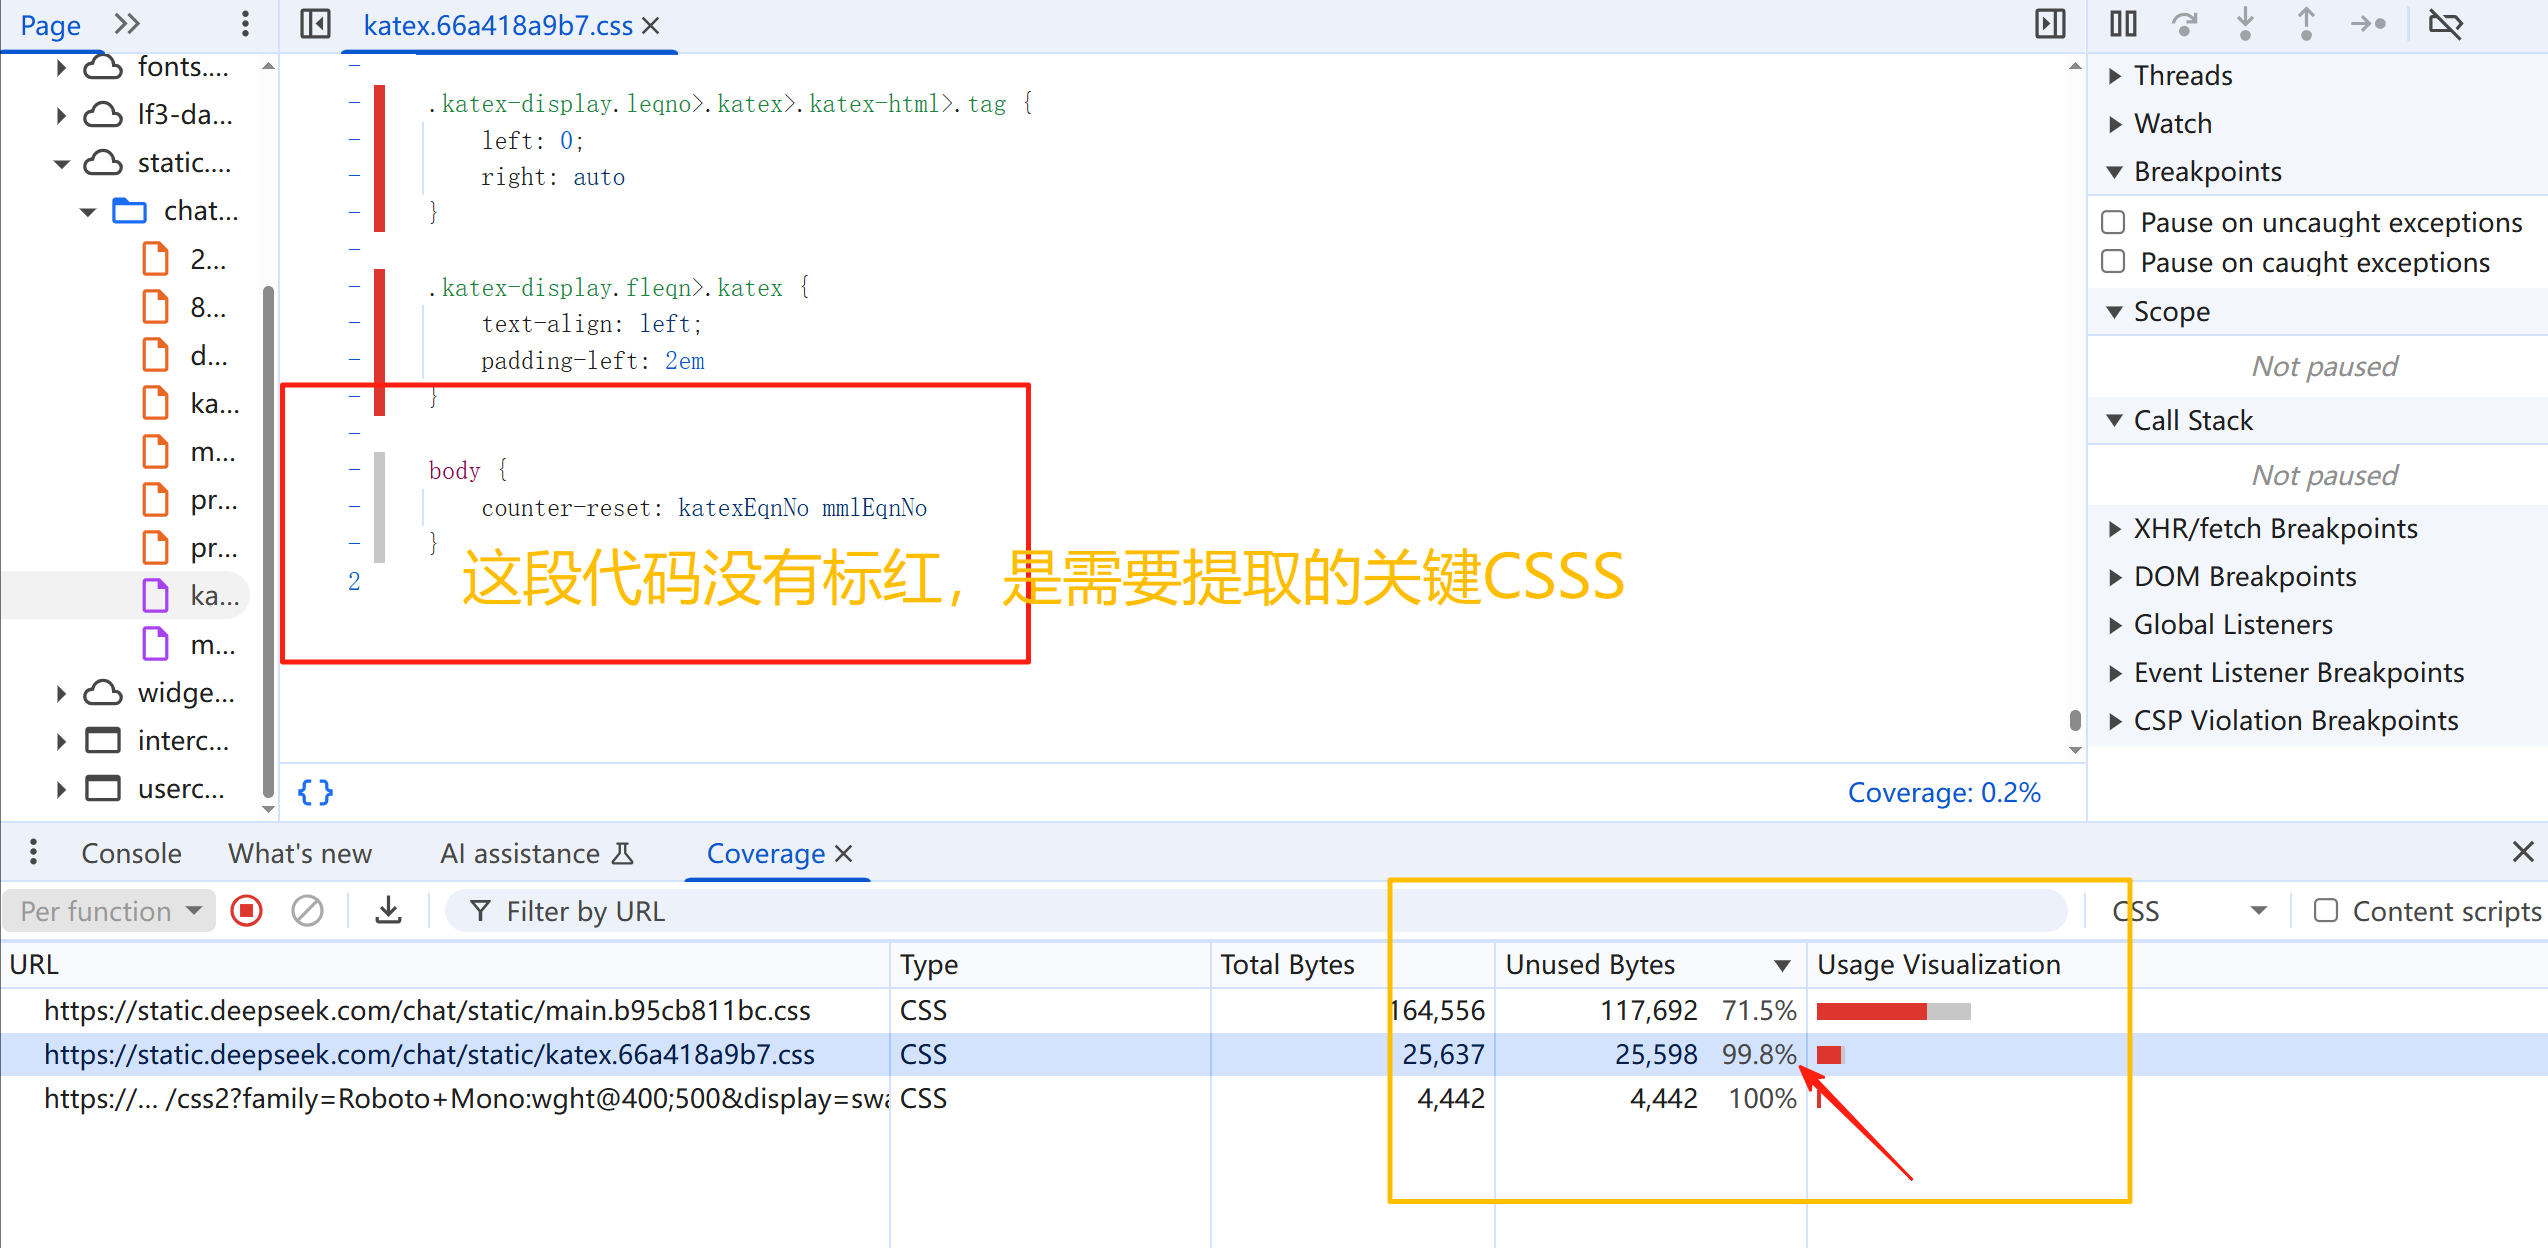 Page
katex.66a418a9b7.css
fonts....
lf3-da...
static....
chat...
2...
8...
d...
ka...
m...
pr...
pr...
ka...
m...
widge...
interc...
userc...
.katex-display.leqno>.katex>.katex-html>.tag {
left: 0;
right: auto
}
.katex-display.fleqn>.katex {
text-align: left;
padding-left: 2em
}
body {
counter-reset: katexEqnNo mmlEqnNo
}
2
这段代码没有标红，是需要提取的关键CSSS
{ }
Coverage: 0.2%
Threads
Watch
Breakpoints
Pause on uncaught exceptions
Pause on caught exceptions
Scope
Not paused
Call Stack
Not paused
XHR/fetch Breakpoints
DOM Breakpoints
Global Listeners
Event Listener Breakpoints
CSP Violation Breakpoints
Console What's new AI assistance Coverage
Per function Filter by URL CSS Content scripts
URL Type Total Bytes Unused Bytes Usage Visualization
https://static.deepseek.com/chat/static/main.b95cb811bc.css CSS 164,556 117,692 71.5%
https://static.deepseek.com/chat/static/katex.66a418a9b7.css CSS 25,637 25,598 99.8%
https://... /css2?family=Roboto+Mono:wght@400;500&display=swa CSS 4,442 4,442 100%